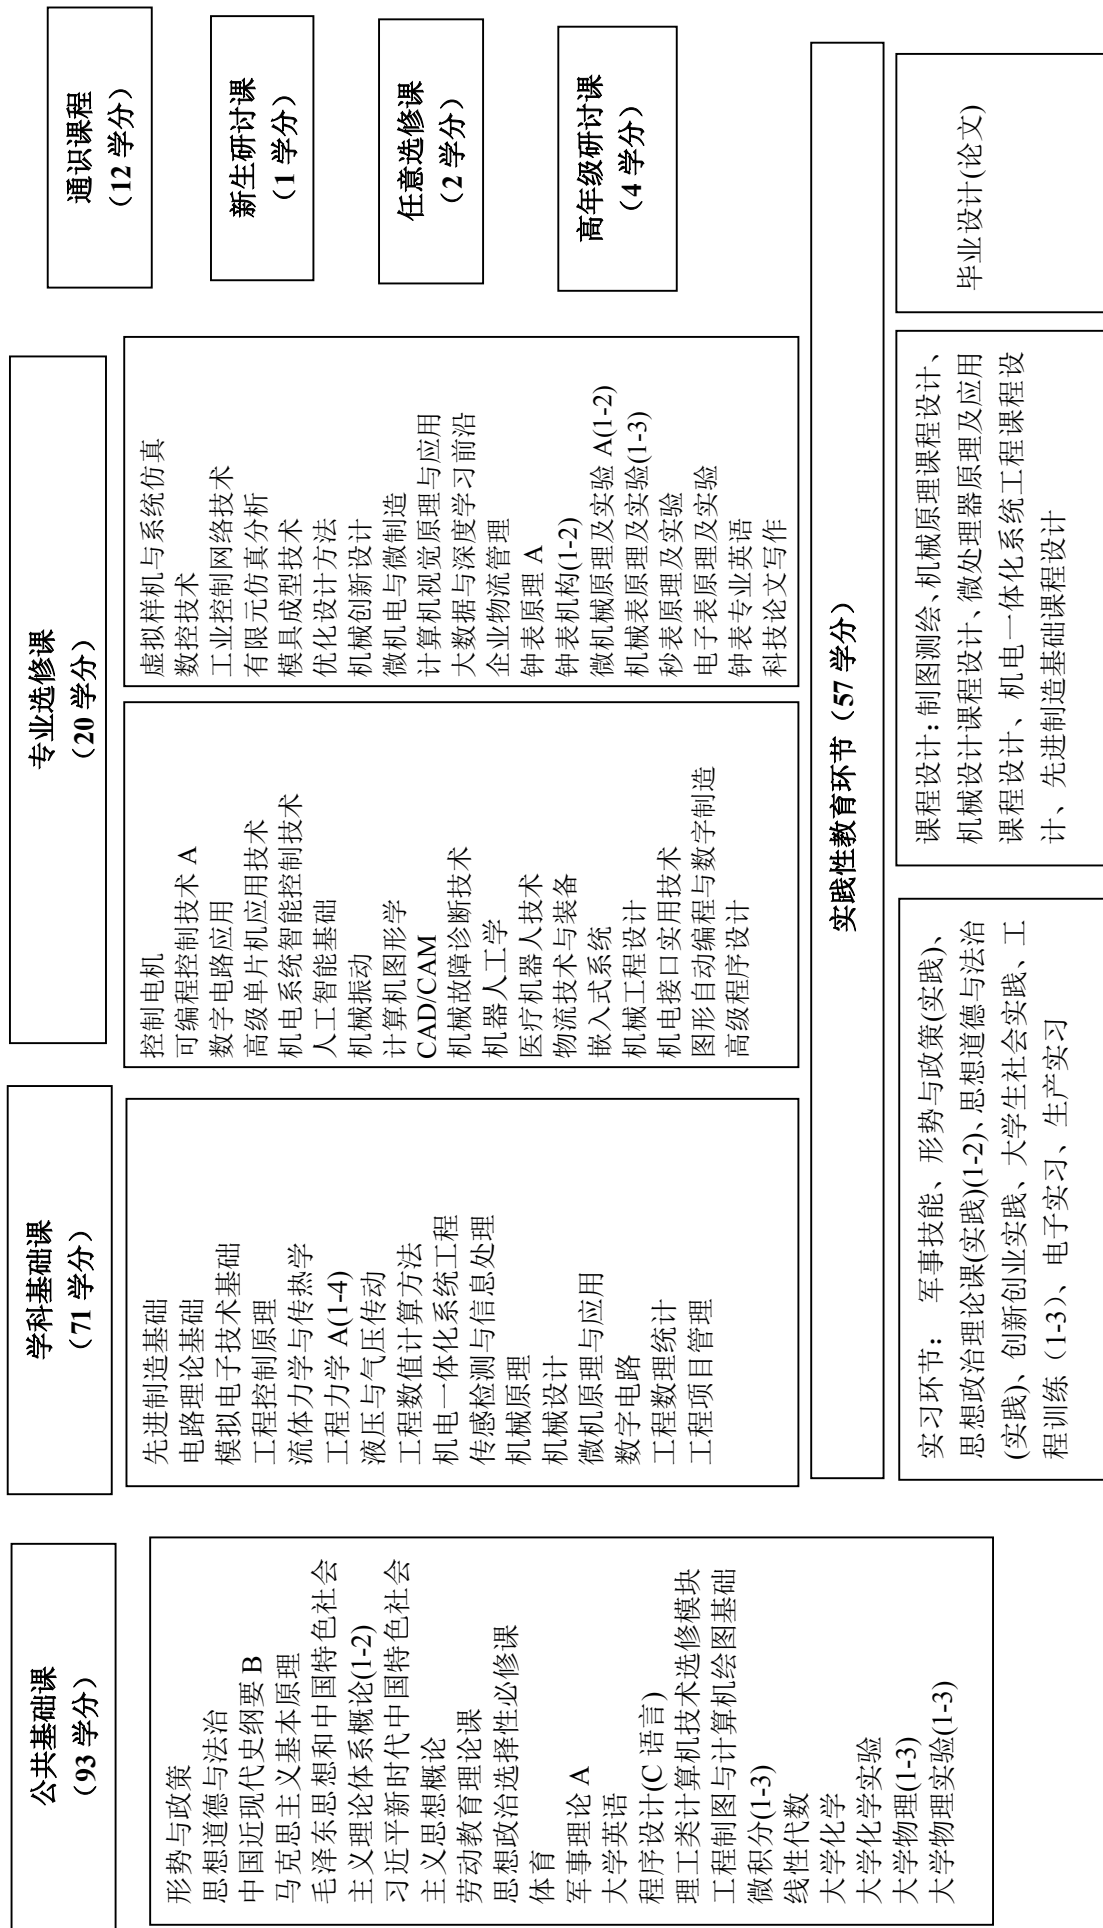 公共基础课
（93 学分）
形势与政策
思想道德与法治
中国近现代史纲要 B
马克思主义基本原理
毛泽东思想和中国特色社会
主义理论体系概论(1-2)
习近平新时代中国特色社会
主义思想概论
劳动教育理论课
思想政治选择性必修课
体育
军事理论 A
大学英语
程序设计(C 语言)
理工类计算机技术选修模块
工程制图与计算机绘图基础
微积分(1-3)
线性代数
大学化学
大学化学实验
大学物理(1-3)
大学物理实验(1-3)
学科基础课
（71 学分）
先进制造基础
电路理论基础
模拟电子技术基础
工程控制原理
流体力学与传热学
工程力学 A(1-4)
液压与气压传动
工程数值计算方法
机电一体化系统工程
传感检测与信息处理
机械原理
机械设计
微机原理与应用
数字电路
工程数理统计
工程项目管理
专业选修课
（20 学分）
控制电机
可编程控制技术 A
数字电路应用
高级单片机应用技术
机电系统智能控制技术
人工智能基础
机械振动
计算机图形学
CAD/CAM
机械故障诊断技术
机器人工学
医疗机器人技术
物流技术与装备
嵌入式系统
机械工程设计
机电接口实用技术
图形自动编程与数字制造
高级程序设计
虚拟样机与系统仿真
数控技术
工业控制网络技术
有限元仿真分析
模具成型技术
优化设计方法
机械创新设计
微机电与微制造
计算机视觉原理与应用
大数据与深度学习前沿
企业物流管理
钟表原理 A
钟表机构(1-2)
微机械原理及实验 A(1-2)
机械表原理及实验(1-3)
秒表原理及实验
电子表原理及实验
钟表专业英语
科技论文写作
通识课程
（12 学分）
新生研讨课
（1 学分）
任意选修课
（2 学分）
高年级研讨课
（4 学分）
实践性教育环节（57 学分）
实习环节： 军事技能、形势与政策(实践)、
思想政治理论课(实践)(1-2)、思想道德与法治
(实践)、创新创业实践、大学生社会实践、工
程训练（1-3）、电子实习、生产实习
课程设计: 制图测绘、机械原理课程设计、
机械设计课程设计、微处理器原理及应用
课程设计、机电一体化系统工程课程设
计、先进制造基础课程设计
毕业设计(论文)